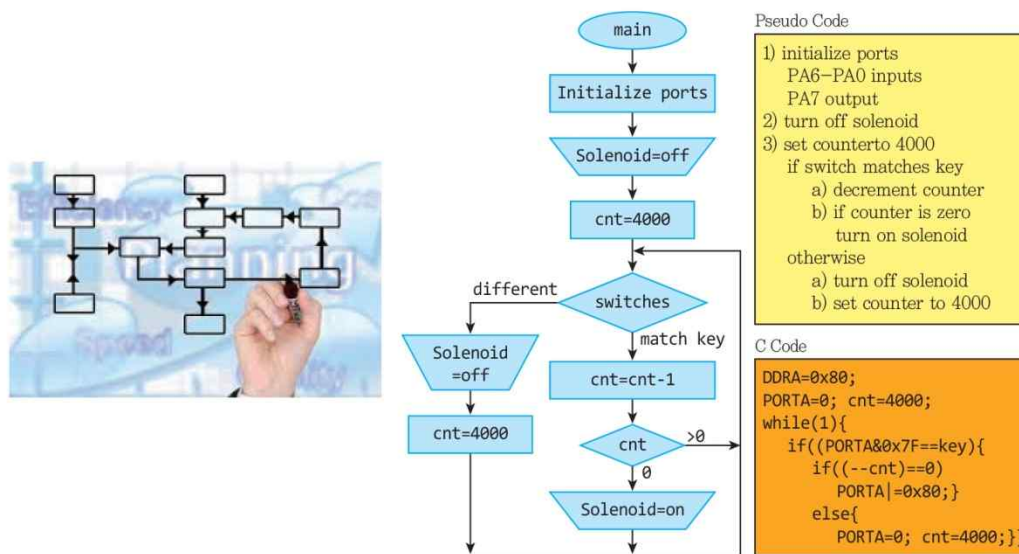 Efficiency
Planning
Speed
main
Initialize ports
Solenoid=off
cnt=4000
different
switches
match key
Solenoid
=off
cnt=4000
cnt=cnt-1
cnt
>0
0
Solenoid=on
Pseudo Code
1) initialize ports
PA6-PA0 inputs
PA7 output
2) turn off solenoid
3) set counterto 4000
if switch matches key
a) decrement counter
b) if counter is zero
turn on solenoid
otherwise
a) turn off solenoid
b) set counter to 4000
C Code
DDRA=0x80;
PORTA=0; cnt=4000;
while(1){
if((PORTA&0x7F==key){
if((--cnt)==0)
PORTA|=0x80;}
else{
PORTA=0; cnt=4000;}}